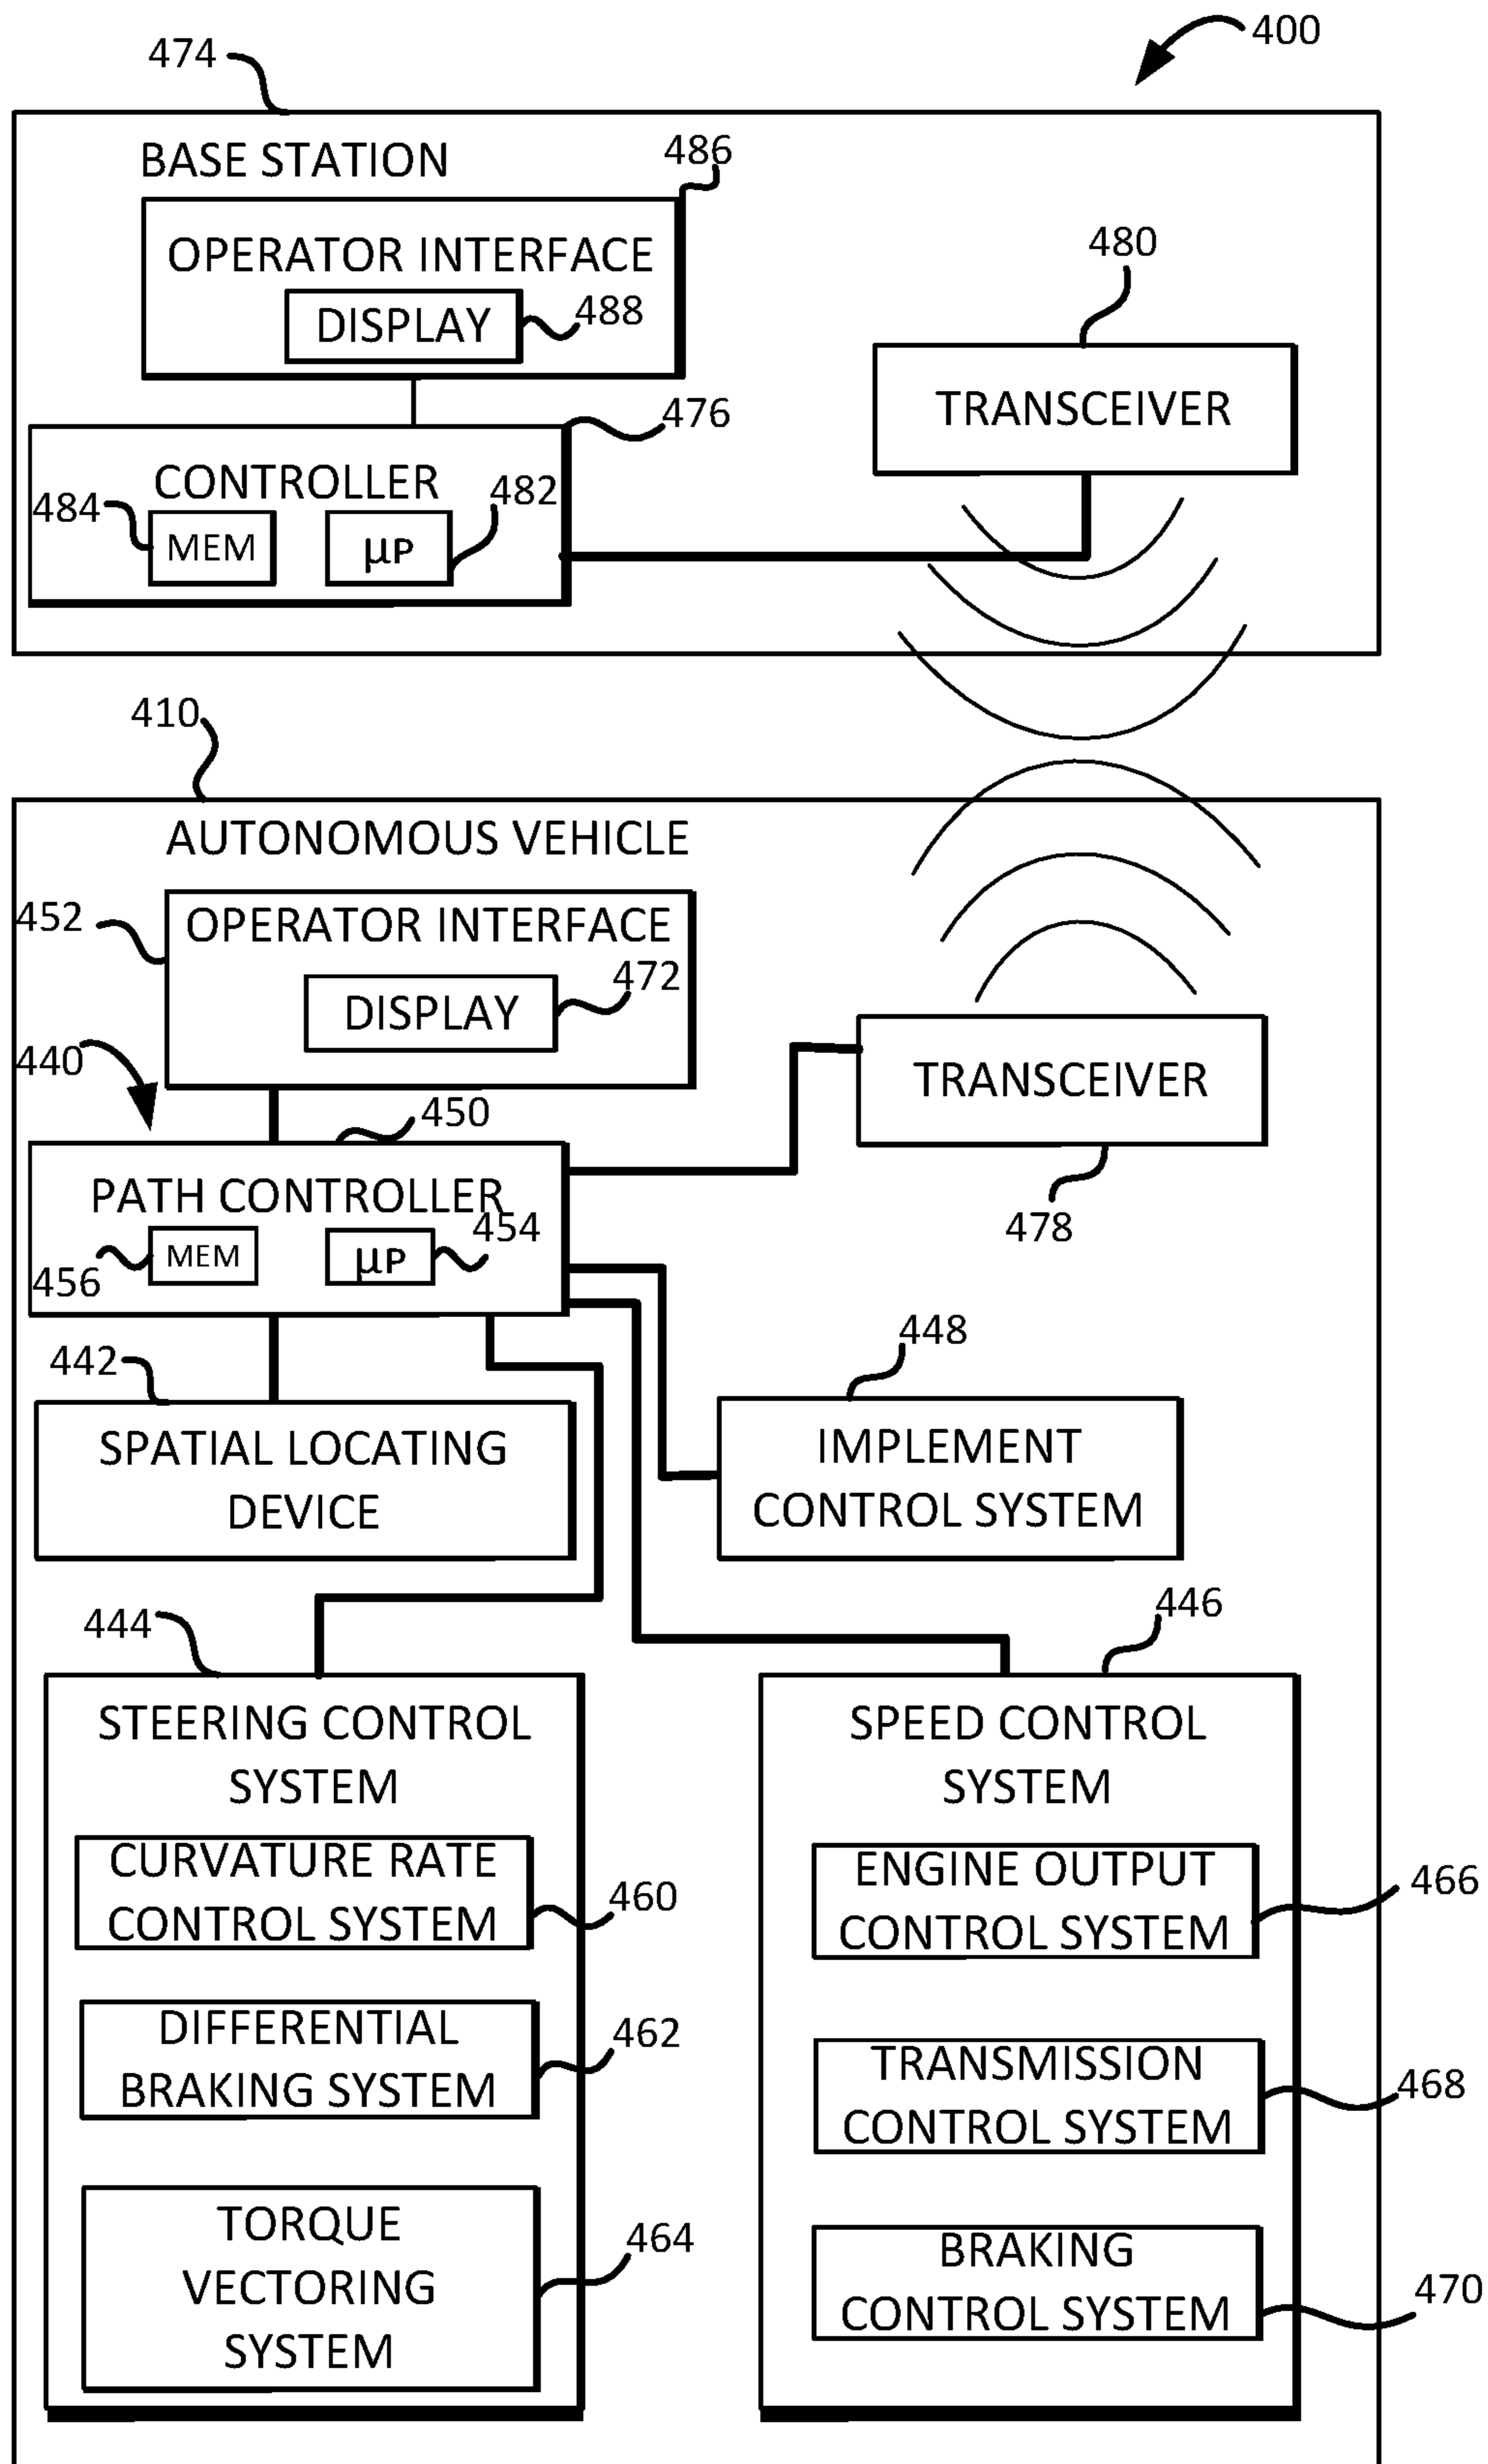 400
474
BASE STATION
486
OPERATOR INTERFACE
DISPLAY
488
480
TRANSCEIVER
476
CONTROLLER
484
MEM
µP
482
410
AUTONOMOUS VEHICLE
452
OPERATOR INTERFACE
DISPLAY
472
440
450
TRANSCEIVER
478
PATH CONTROLLER
456
MEM
µP
454
442
SPATIAL LOCATING
DEVICE
448
IMPLEMENT
CONTROL SYSTEM
444
STEERING CONTROL
SYSTEM
CURVATURE RATE
CONTROL SYSTEM
460
DIFFERENTIAL
BRAKING SYSTEM
462
TORQUE
VECTORING
SYSTEM
464
446
SPEED CONTROL
SYSTEM
ENGINE OUTPUT
CONTROL SYSTEM
466
TRANSMISSION
CONTROL SYSTEM
468
BRAKING
CONTROL SYSTEM
470